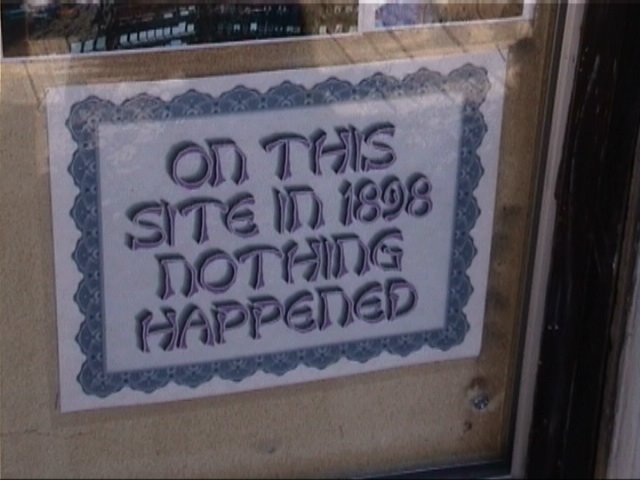 ON THIS
SITE IN 1898
NOTHING
HAPPENED